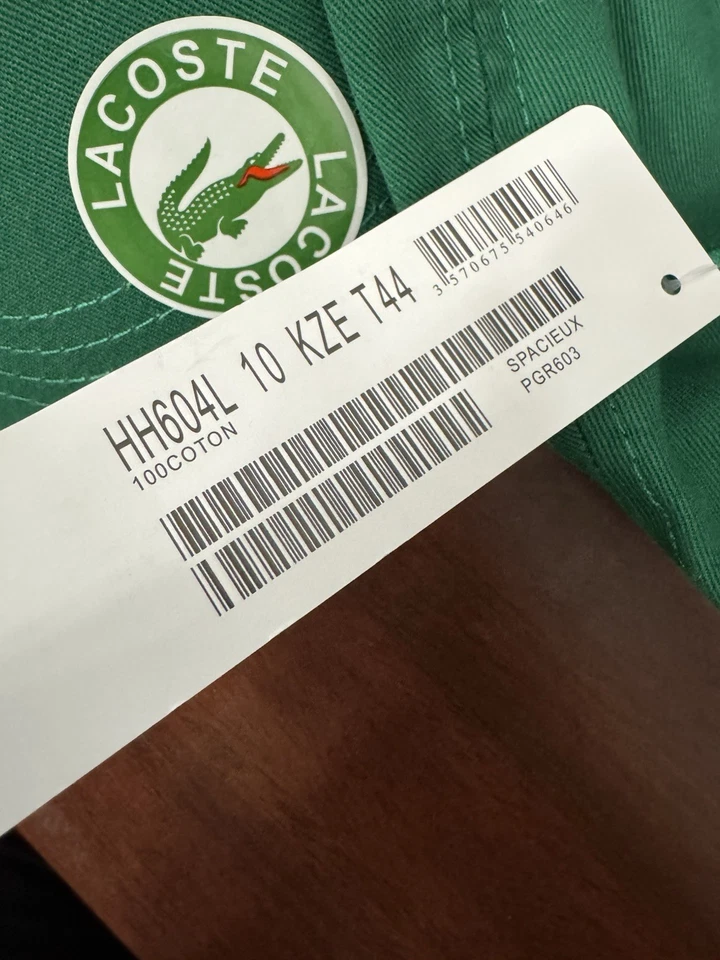 LACOSTE
LACOSTE
3 570675 540646
HH604L 10 KZE T44
100COTON
SPACIEUX
PGR603